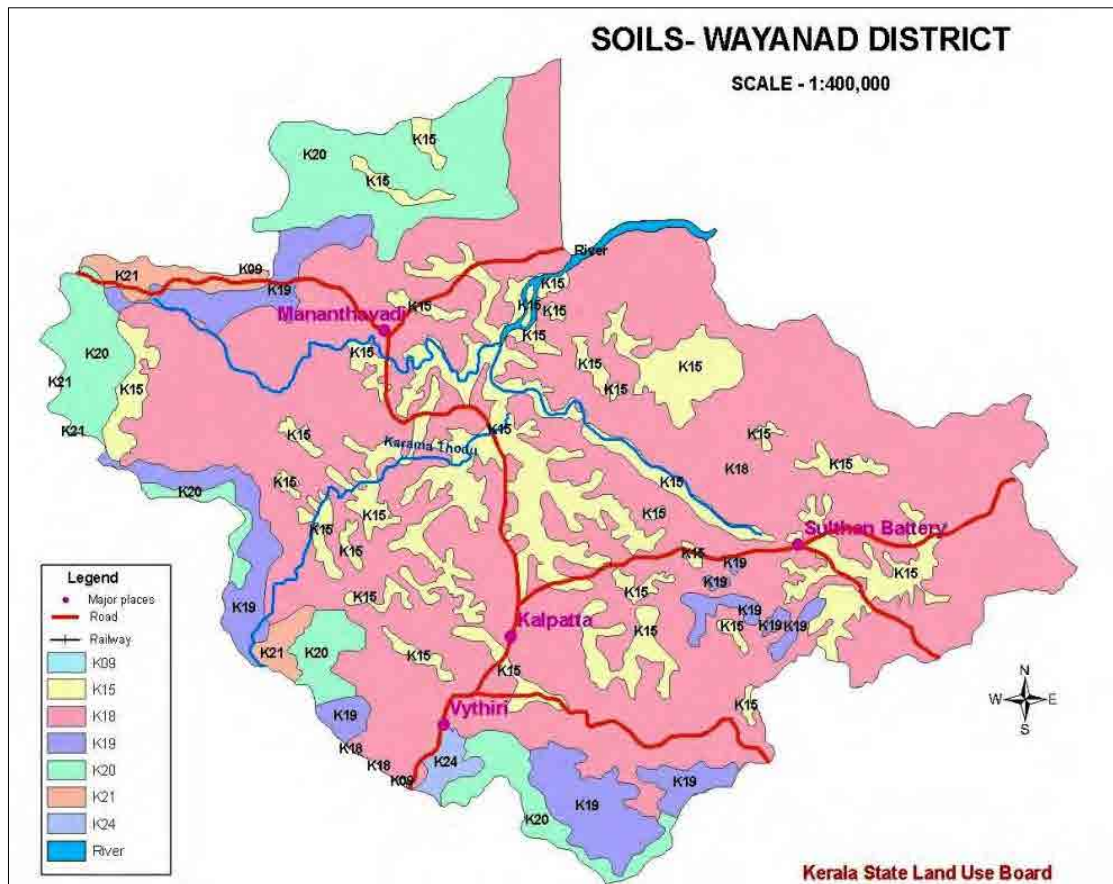 SOILS- WAYANAD DISTRICT
SCALE - 1:400,000
K15
K20
K15
River
K21
K09
K19
K15
K15
K15
K15
Mananthavadi
K15
K15
K20
K15
K15
K15
K15
K21
K15
K21
K15
K15
Karama Thodu
K15
K18
K15
K20
K15
K15
K15
K15
K15
K15
Sulthan Battery
K15
K19
K15
K19
K15
K15
K19
K19
K15
K19
K19
K15
Kalpatta
K21
K20
K15
K15
K19
K15
Vythiri
K18
K18
K24
K09
K19
K19
K20
Legend
Major places
Road
Railway
K09
K15
K18
K19
K20
K21
K24
River
N
W
E
S
Kerala State Land Use Board